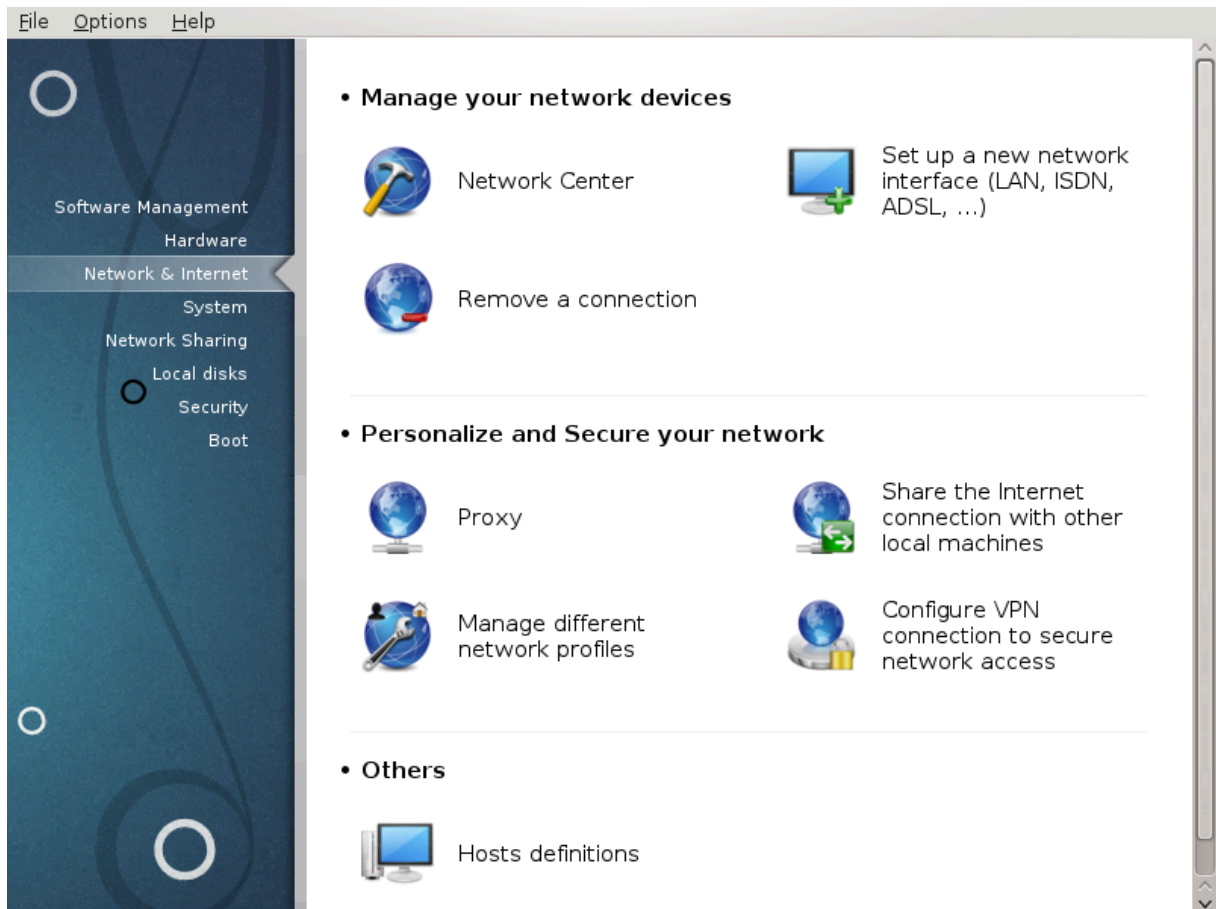 File Options Help
Software Management
Hardware
Network & Internet
System
Network Sharing
Local disks
Security
Boot
• Manage your network devices
Network Center
Set up a new network
interface (LAN, ISDN,
ADSL, ...)
Remove a connection
• Personalize and Secure your network
Proxy
Share the Internet
connection with other
local machines
Manage different
network profiles
Configure VPN
connection to secure
network access
• Others
Hosts definitions